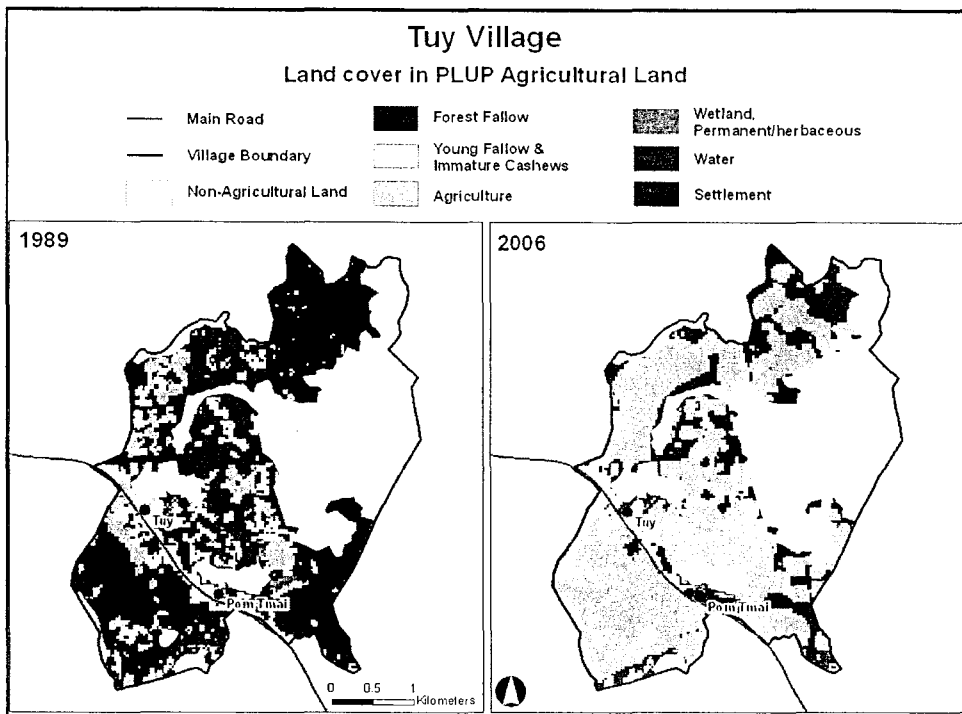 Tuy Village
Land cover in PLUP Agricultural Land
Main Road
Village Boundary
Non-Agricultural Land
Forest Fallow
Young Fallow &
Immature Cashews
Agriculture
Wetland,
Permanent/herbaceous
Water
Settlement
1989
Tuy
Pom Tmai
0 0.5 1
Kilometers
2006
Tuy
Pom Tmai